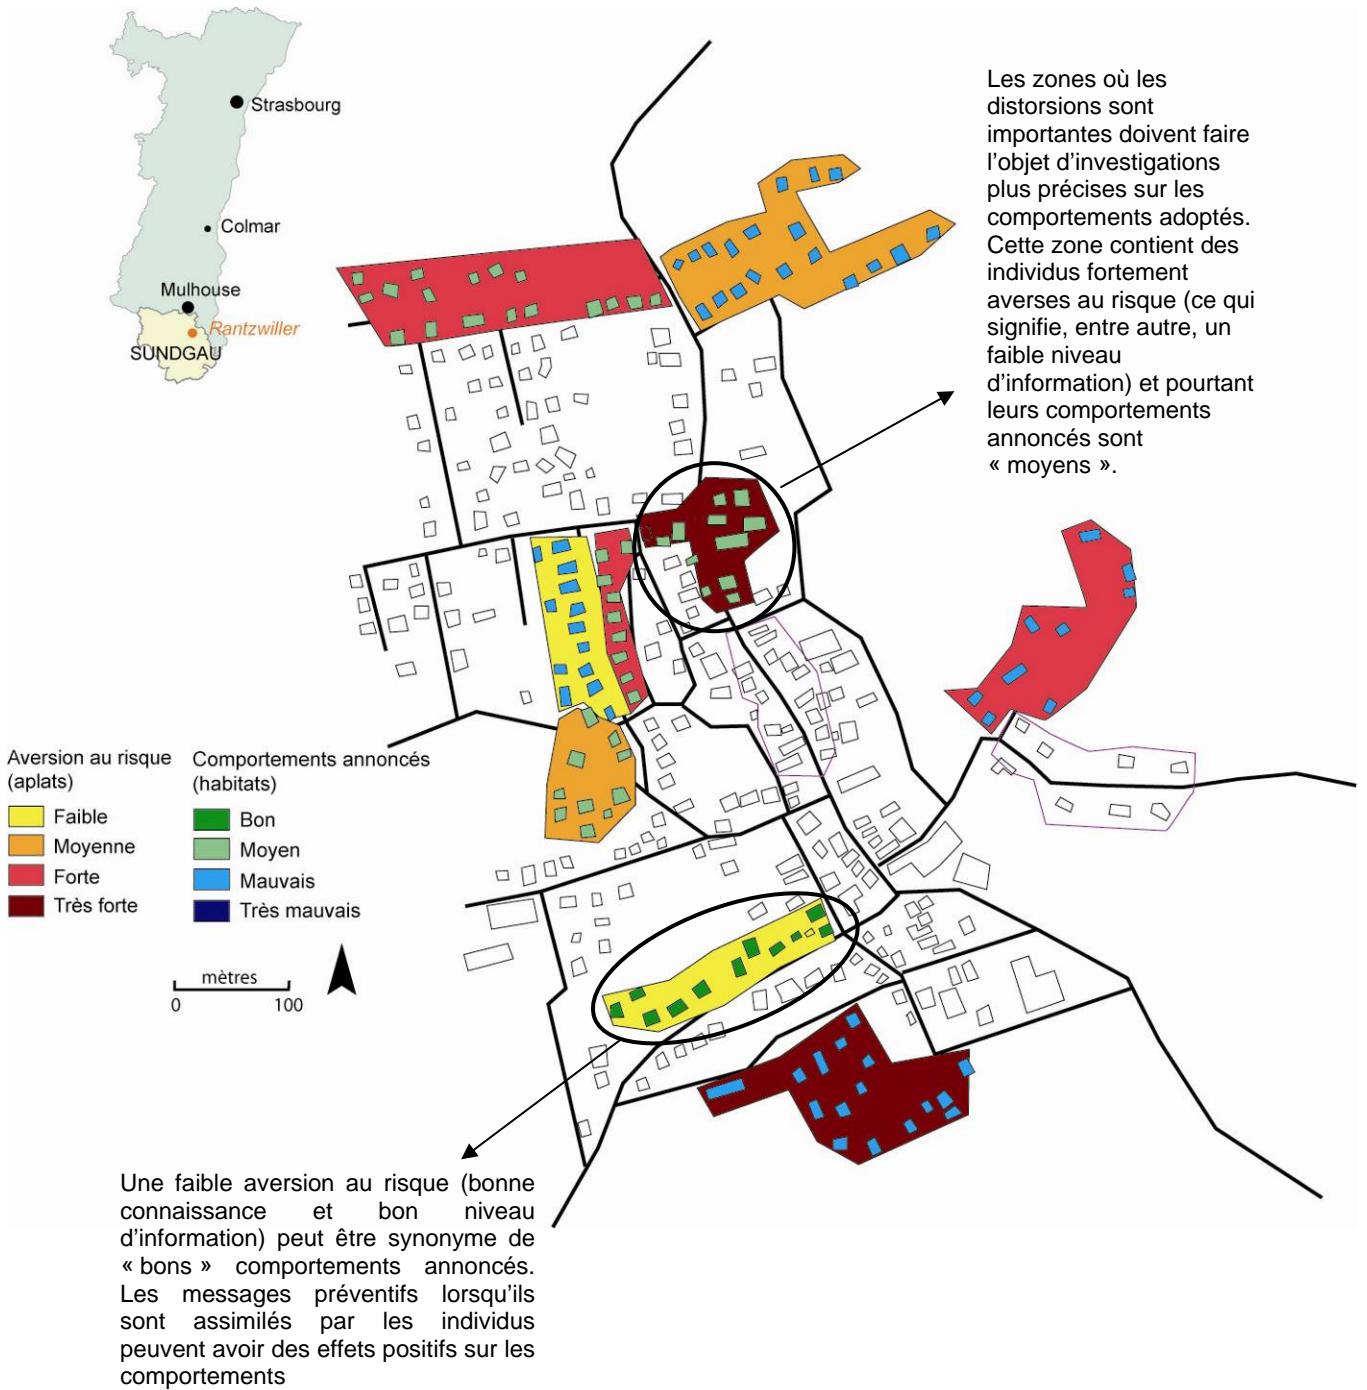 Strasbourg
Colmar
Mulhouse
Rantzwiller
SUNDGAU
Les zones où les
distorsions sont
importantes doivent faire
l'objet d'investigations
plus précises sur les
comportements adoptés.
Cette zone contient des
individus fortement
averses au risque (ce qui
signifie, entre autre, un
faible niveau
d'information) et pourtant
leurs comportements
annoncés sont
« moyens ».
Aversion au risque
(aplats)
Faible
Moyenne
Forte
Très forte
Comportements annoncés
(habitats)
Bon
Moyen
Mauvais
Très mauvais
mètres
0 100
Une faible aversion au risque (bonne
connaissance et bon niveau
d'information) peut être synonyme de
« bons » comportements annoncés.
Les messages préventifs lorsqu'ils
sont assimilés par les individus
peuvent avoir des effets positifs sur les
comportements